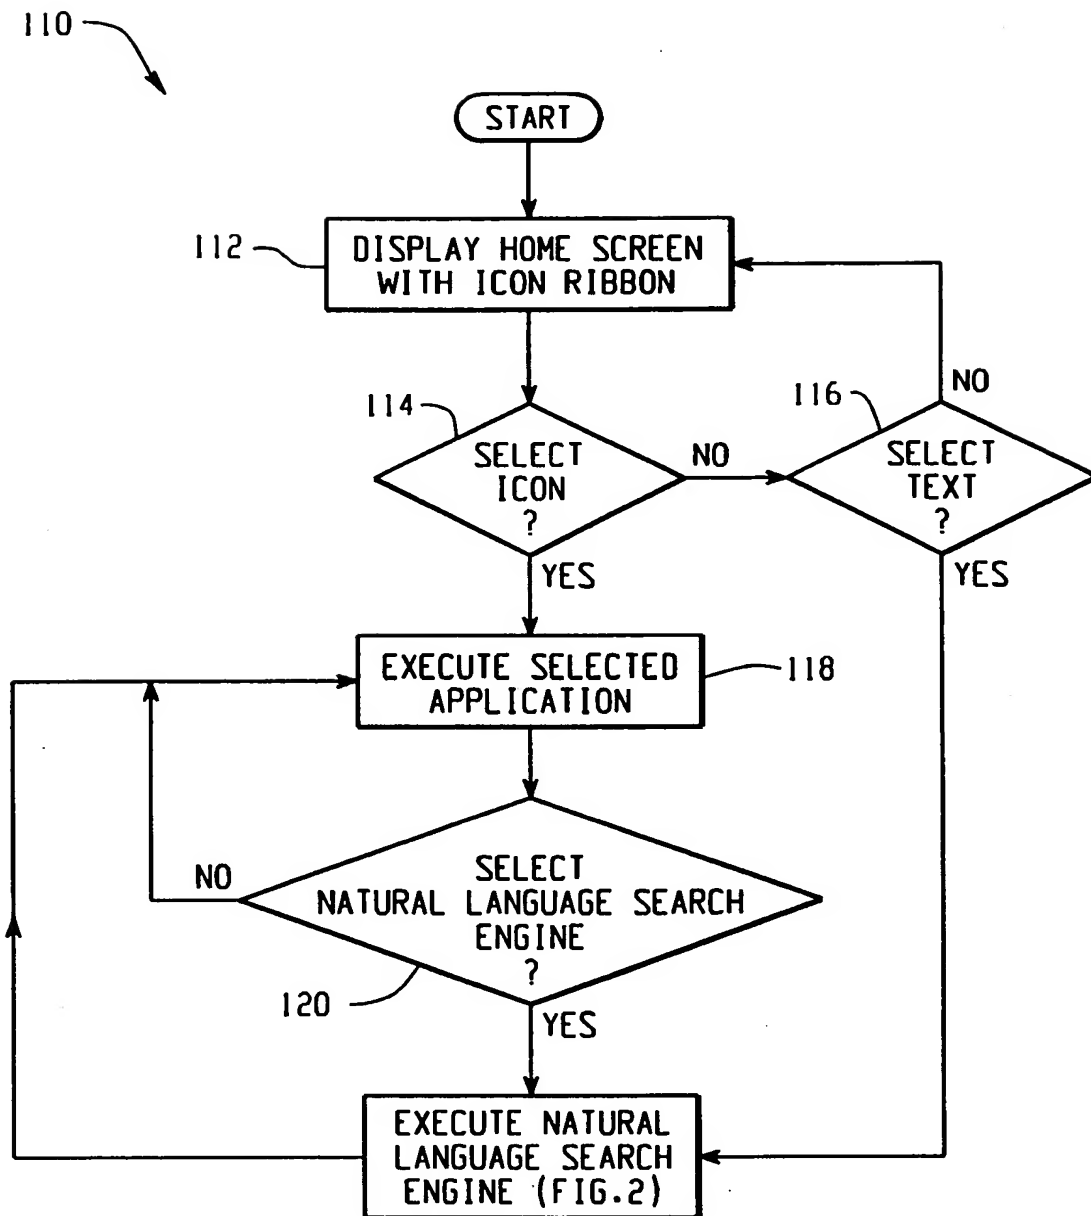 110
START
112
DISPLAY HOME SCREEN
WITH ICON RIBBON
114
SELECT
ICON
?
NO
YES
116
SELECT
TEXT
?
NO
YES
EXECUTE SELECTED
APPLICATION
118
SELECT
NATURAL LANGUAGE SEARCH
ENGINE
?
NO
120
YES
EXECUTE NATURAL
LANGUAGE SEARCH
ENGINE (FIG.2)